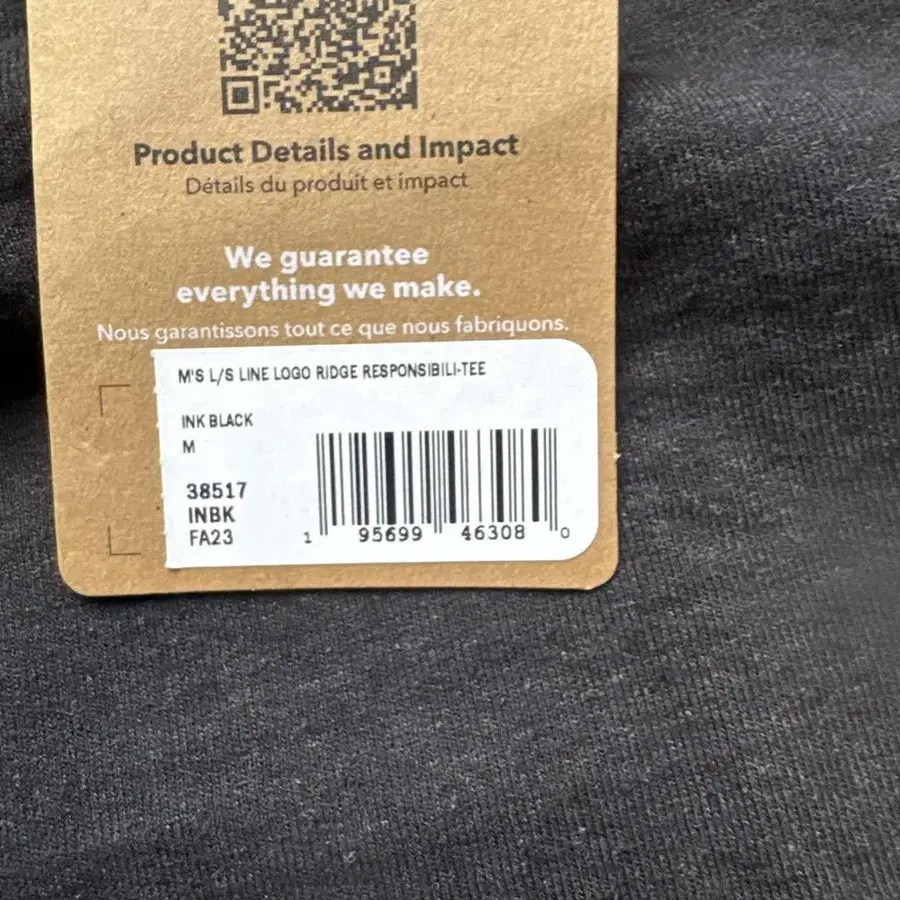 Product Details and Impact
Détails du produit et impact
We guarantee
everything we make.
Nous garantissons tout ce que nous fabriquons.
M'S L/S LINE LOGO RIDGE RESPONSIBILI-TEE
INK BLACK
M
38517
INBK
FA23
1 95699 46308 0